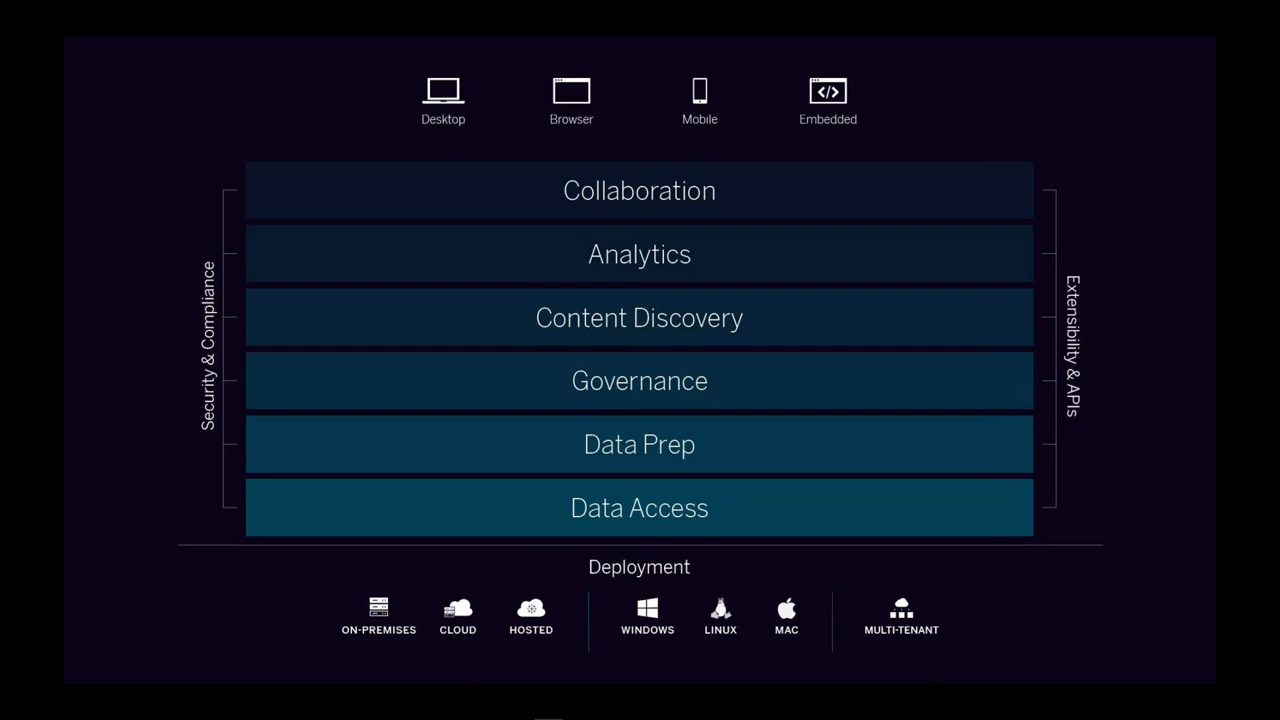 Desktop
Browser
Mobile
Embedded
Collaboration
Analytics
Content Discovery
Governance
Data Prep
Data Access
Security & Compliance
Extensibility & APIs
Deployment
ON-PREMISES
CLOUD
HOSTED
WINDOWS
LINUX
MAC
MULTI-TENANT